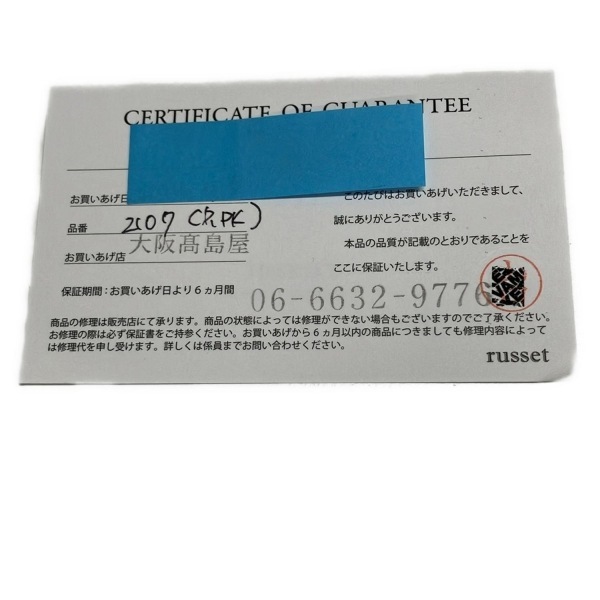 CERTIFICATE OF GUARANTEE
お買いあげ日
品番 2507
大阪髙島屋
お買いあげ店
保証期間：お買いあげ日より6ヵ月間
このたびはお買いあげいただきまして、
誠にありがとうございます。
本品の品質が記載のとおりであることを
ここに保証いたします。
06-6632-9776
商品の修理は販売店にて承ります。商品の状態によっては修理ができない場合もございますのでご了承ください。
お修理の際は必ず保証書をご持参ください。お買いあげから6ヵ月以内の商品につきましても修理内容によって
は修理代を申し受けます。詳しくは係員までお問い合わせください。
russet